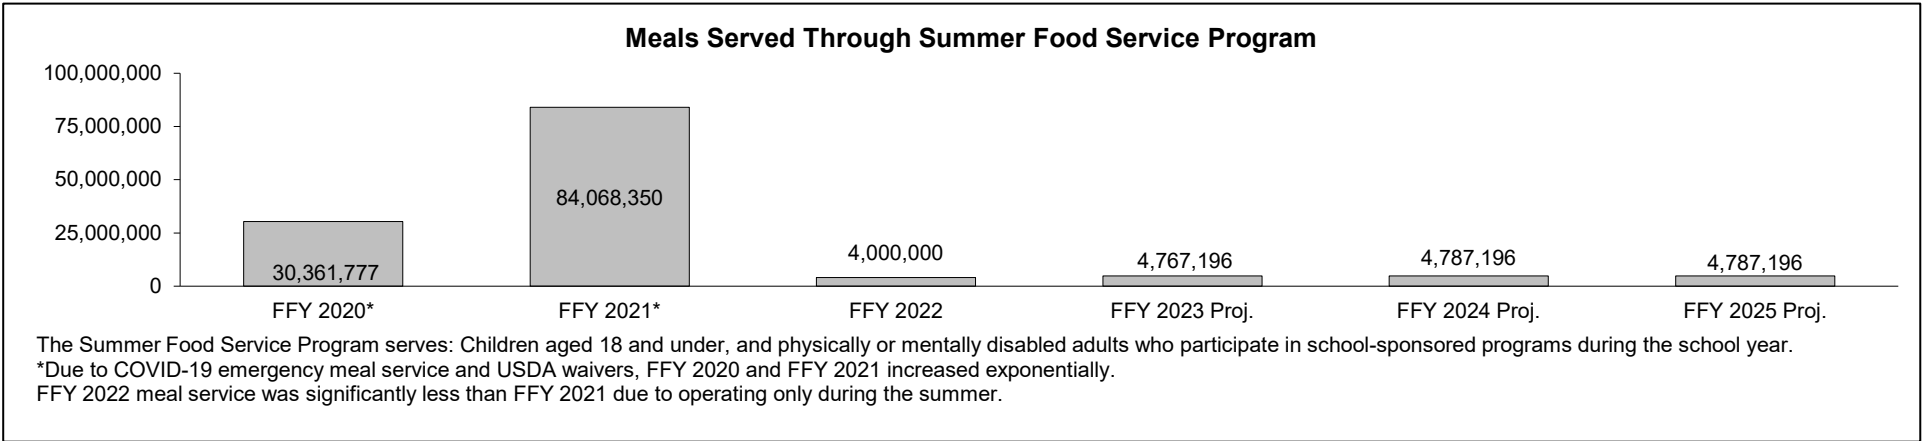 Meals Served Through Summer Food Service Program
100,000,000
75,000,000
50,000,000
25,000,000
0
30,361,777
84,068,350
4,000,000
4,767,196
4,787,196
4,787,196
FFY 2020*
FFY 2021*
FFY 2022
FFY 2023 Proj.
FFY 2024 Proj.
FFY 2025 Proj.
The Summer Food Service Program serves: Children aged 18 and under, and physically or mentally disabled adults who participate in school-sponsored programs during the school year.
*Due to COVID-19 emergency meal service and USDA waivers, FFY 2020 and FFY 2021 increased exponentially.
FFY 2022 meal service was significantly less than FFY 2021 due to operating only during the summer.